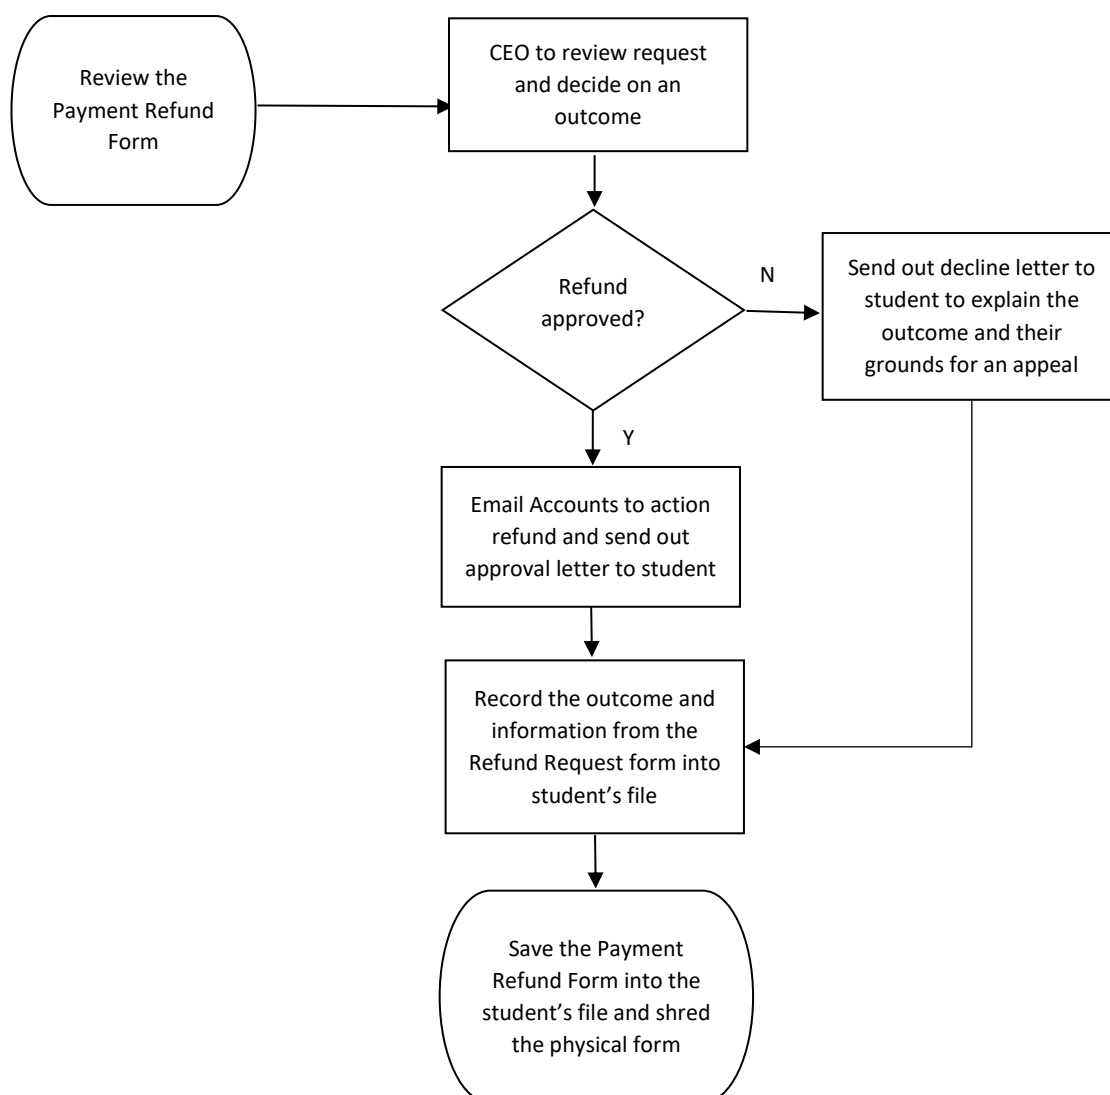 Review the
Payment Refund
Form
CEO to review request
and decide on an
outcome
Refund
approved?
N
Send out decline letter to
student to explain the
outcome and their
grounds for an appeal
Y
Email Accounts to action
refund and send out
approval letter to student
Record the outcome and
information from the
Refund Request form into
student’s file
Save the Payment
Refund Form into the
student’s file and shred
the physical form